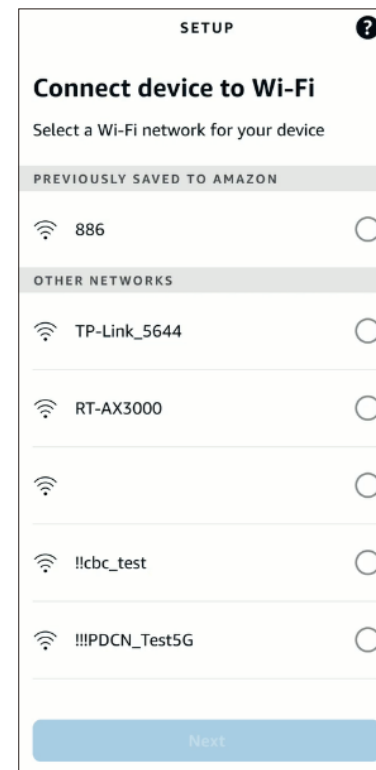 SETUP
?
Connect device to Wi-Fi
Select a Wi-Fi network for your device
PREVIOUSLY SAVED TO AMAZON
886
OTHER NETWORKS
TP-Link_5644
RT-AX3000
!!cbc_test
!!!PDCN_Test5G
Next